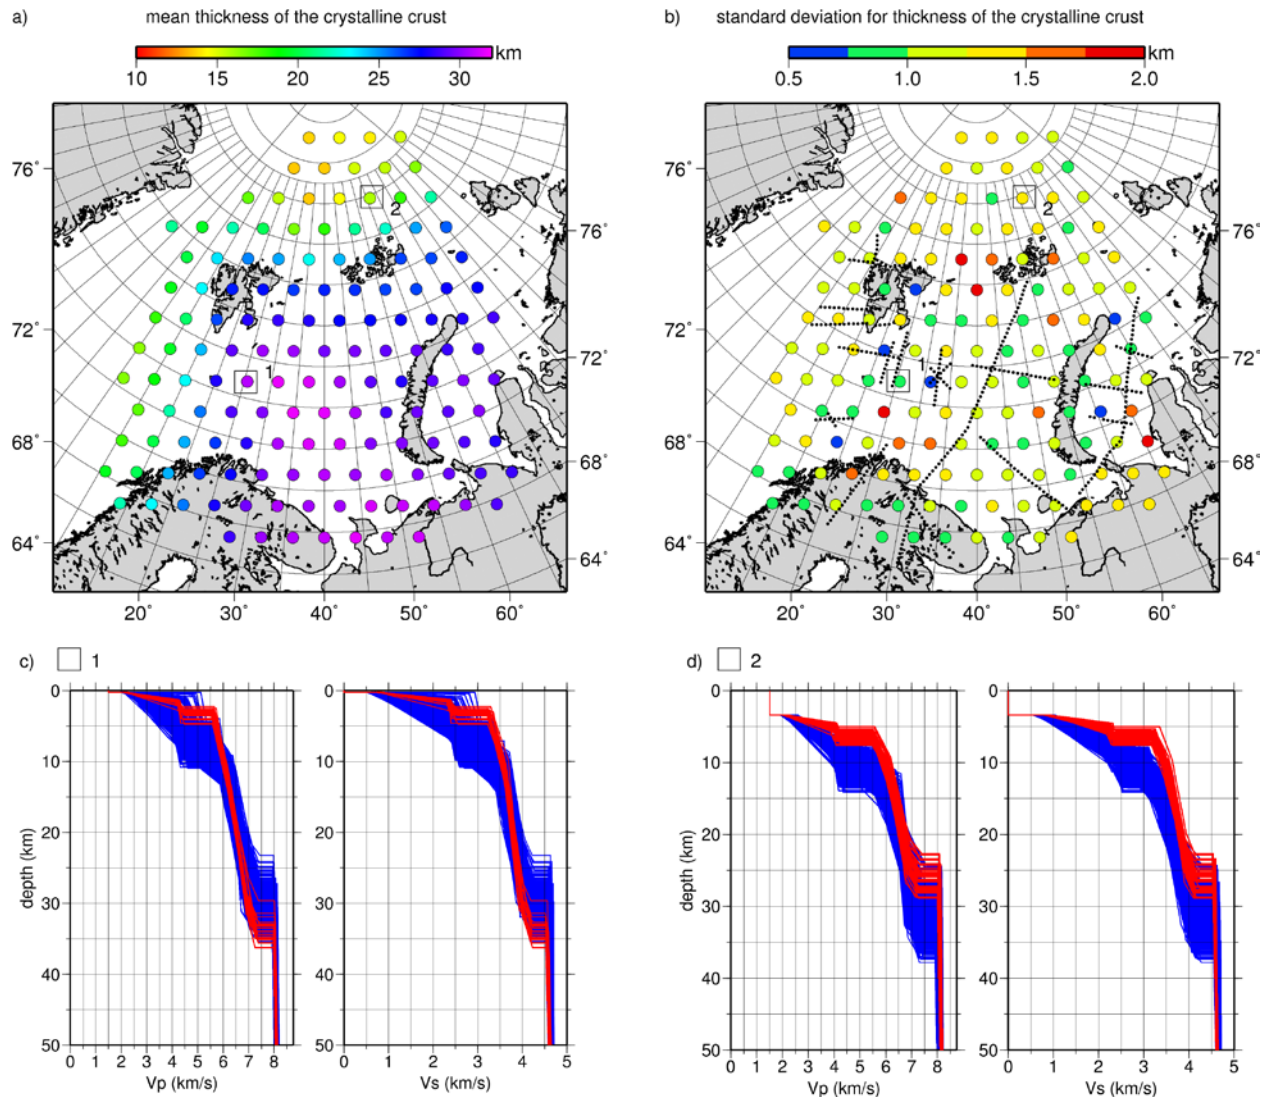 a) mean thickness of the crystalline crust
km
10 15 20 25 30
76˚
72˚
68˚
64˚
76˚
72˚
68˚
64˚
20˚ 30˚ 40˚ 50˚ 60˚
1
2
b) standard deviation for thickness of the crystalline crust
km
0.5 1.0 1.5 2.0
76˚
72˚
68˚
64˚
76˚
72˚
68˚
64˚
20˚ 30˚ 40˚ 50˚ 60˚
1
2
c) 1
0
10
20
30
40
50
depth (km)
0 1 2 3 4 5 6 7 8
Vp (km/s)
0
10
20
30
40
50
0 1 2 3 4 5
Vs (km/s)
d) 2
0
10
20
30
40
50
depth (km)
0 1 2 3 4 5 6 7 8
Vp (km/s)
0
10
20
30
40
50
0 1 2 3 4 5
Vs (km/s)